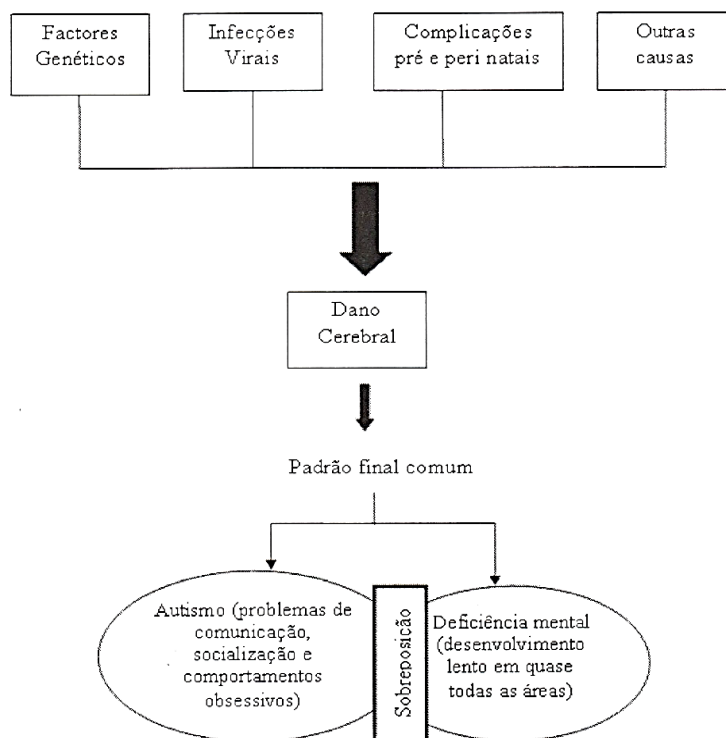 Factores
Genéticos
Infecções
Virais
Complicações
pré e peri natais
Outras
causas
Dano
Cerebral
Padrão final comum
Autismo (problemas de
comunicação,
socialização e
comportamentos
obsessivos)
Sobreposição
Deficiência mental
(desenvolvimento
lento em quase
todas as áreas)